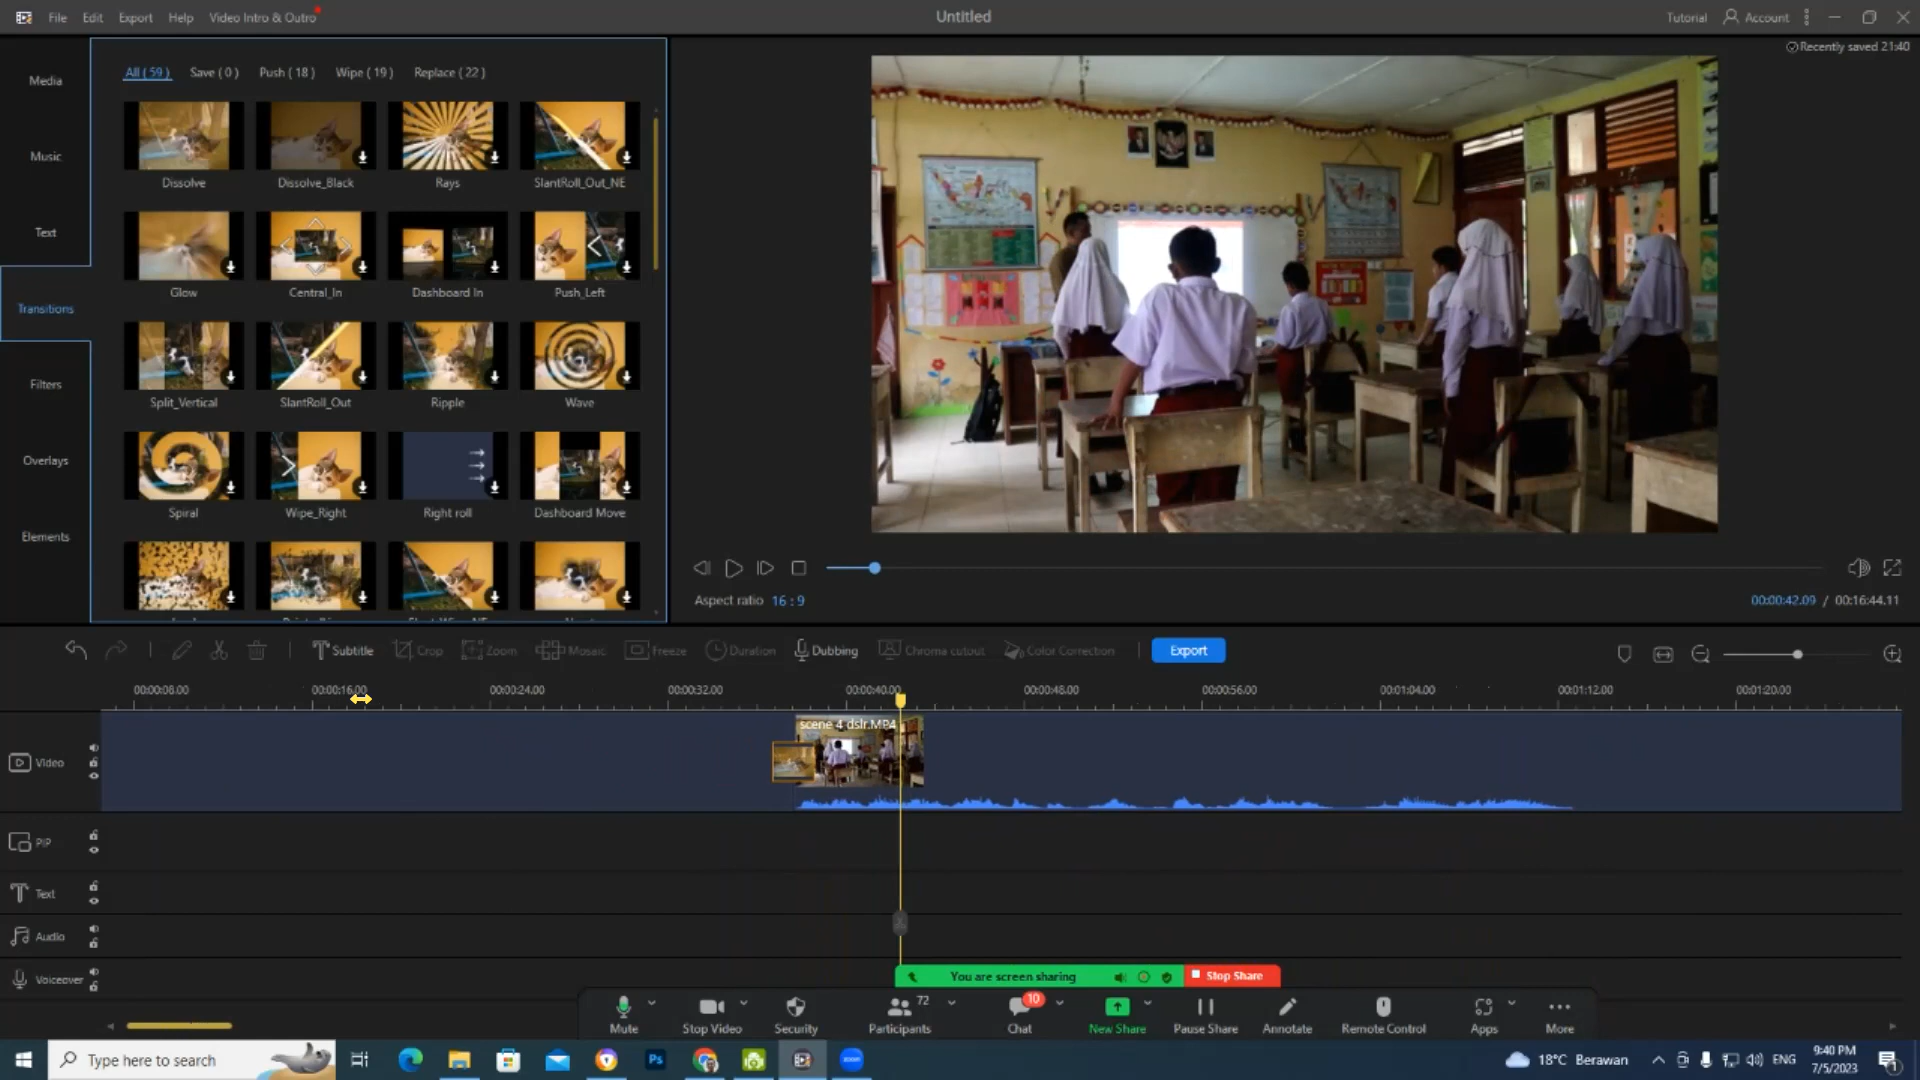 File Edit Export Help Video Intro & Outro Untitled Tutorial Account
Recently saved 21:40
Media
Music
Text
Transitions
Filters
Overlays
Elements
All ( 59 ) Save ( 0 ) Push ( 18 ) Wipe ( 19 ) Replace ( 22 )
Dissolve Dissolve_Black Rays SlantRoll_Out_NE
Glow Central_In Dashboard In Push_Left
Split_Vertical SlantRoll_Out Ripple Wave
Spiral Wipe_Right Right roll Dashboard Move
Aspect ratio 16 : 9 00:00:42.09 / 00:16:44.11
Subtitle Crop Zoom Mosaic Freeze Duration Dubbing Chroma cutout Color Correction Export
00:00:08.00 00:00:16.00 00:00:24.00 00:00:32.00 00:00:40.00 00:00:48.00 00:00:56.00 00:01:04.00 00:01:12.00 00:01:20.00
scene 4 dslr.MP4
Video
PIP
Text
Audio
Voiceover
You are screen sharing Stop Share
Mute Stop Video Security Participants 72 Chat 10 New Share Pause Share Annotate Remote Control Apps More
Type here to search
Ps
zoom
18°C Berawan ENG
9:40 PM
7/5/2023
1